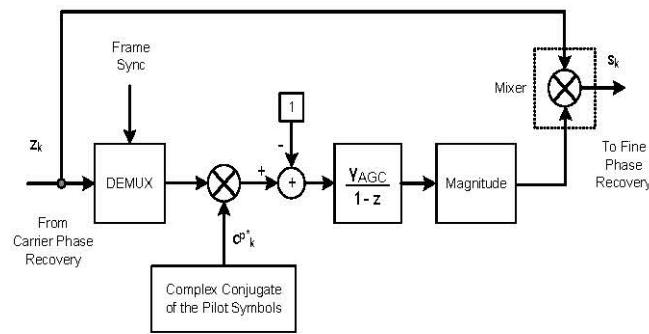 Frame
Sync
z_k
From
Carrier Phase
Recovery
DEMUX
c^p*_k
Complex Conjugate
of the Pilot Symbols
1
-
+
+
γ_AGC
1 - z
Magnitude
Mixer
s_k
To Fine
Phase
Recovery